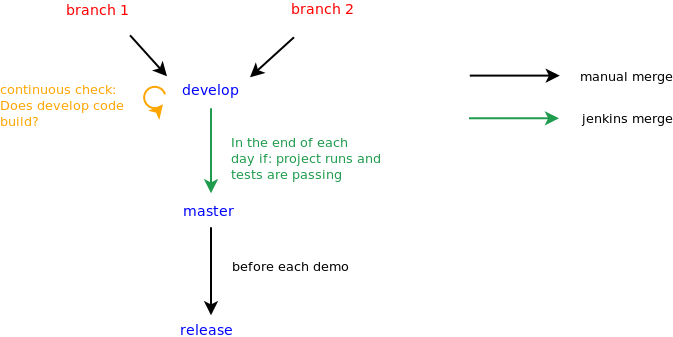 branch 1
branch 2
continuous check:
Does develop code
build?
develop
manual merge
jenkins merge
In the end of each
day if: project runs and
tests are passing
master
before each demo
release